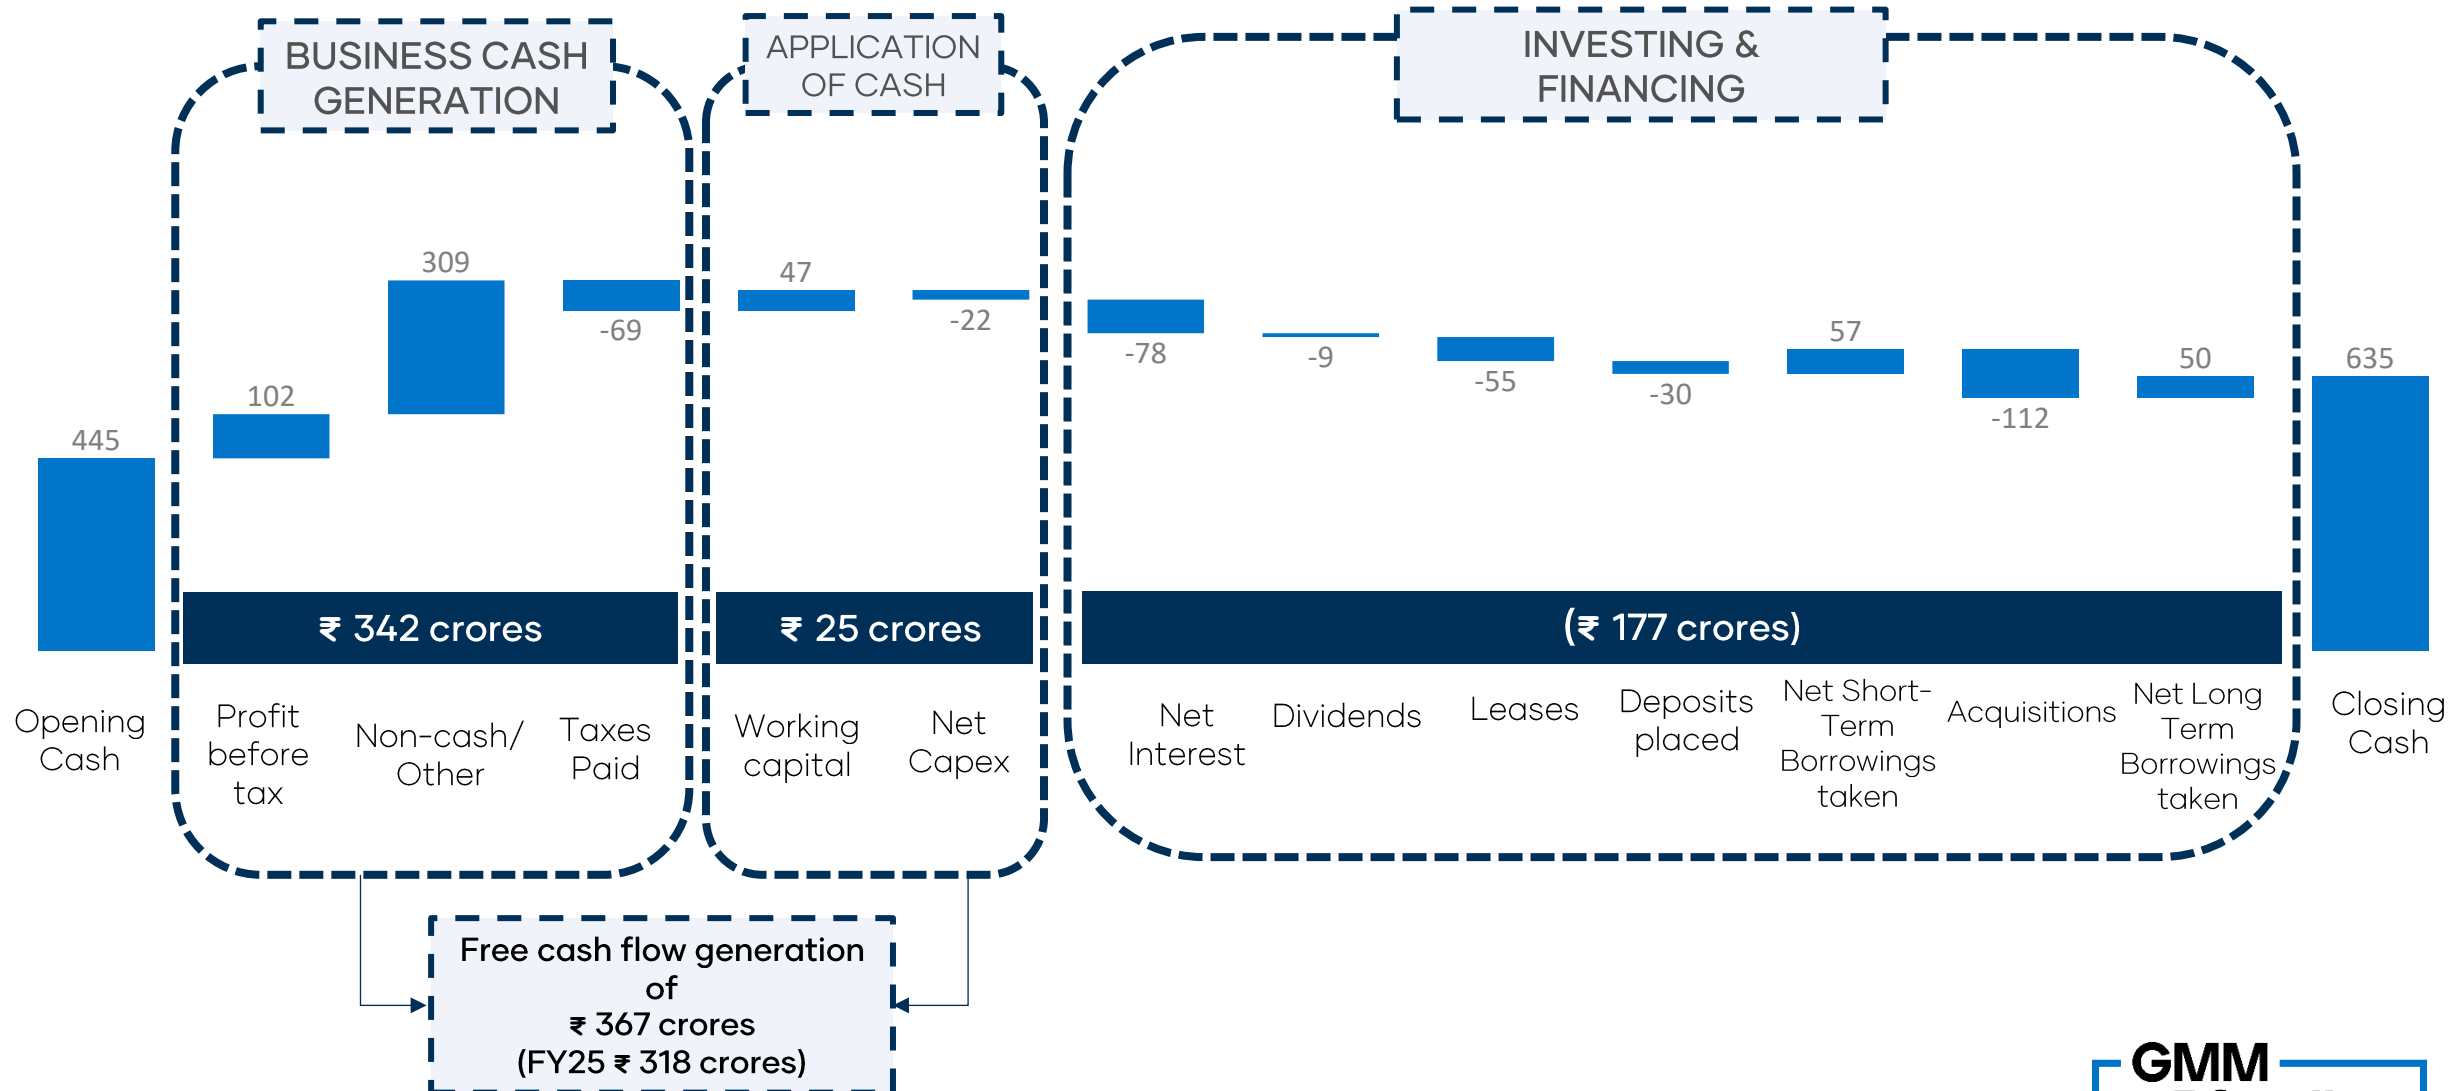 BUSINESS CASH
GENERATION
APPLICATION
OF CASH
INVESTING &
FINANCING
445
102
309
-69
47
-22
-78
-9
-55
-30
57
-112
50
635
₹ 342 crores
₹ 25 crores
(₹ 177 crores)
Opening
Cash
Profit
before
tax
Non-cash/
Other
Taxes
Paid
Working
capital
Net
Capex
Net
Interest
Dividends
Leases
Deposits
placed
Net Short-
Term
Borrowings
taken
Acquisitions
Net Long
Term
Borrowings
taken
Closing
Cash
Free cash flow generation
of
₹ 367 crores
(FY25 ₹ 318 crores)
GMM